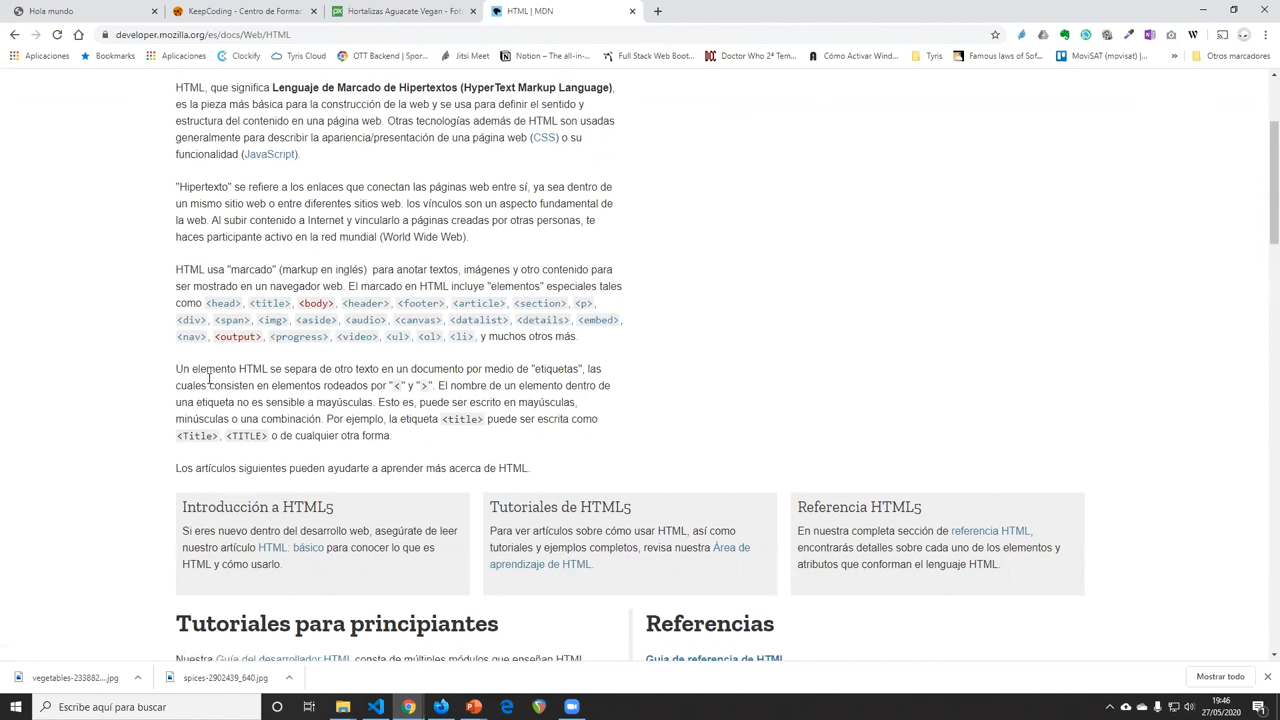 Hola mundo
KeepCoding - Centro de Formac
Hortalizas Aguacate Vegan - Fot
HTML | MDN
developer.mozilla.org/es/docs/Web/HTML
Aplicaciones
Bookmarks
Aplicaciones
Clockify
Tyris Cloud
OTT Backend | Spor...
Jitsi Meet
Notion – The all-in-...
Full Stack Web Boot...
Doctor Who 2ª Tem...
Cómo Activar Wind...
Tyris
Famous laws of Sof...
MoviSAT (movisat) |...
Otros marcadores
HTML, que significa Lenguaje de Marcado de Hipertextos (HyperText Markup Language),
es la pieza más básica para la construcción de la web y se usa para definir el sentido y
estructura del contenido en una página web. Otras tecnologías además de HTML son usadas
generalmente para describir la apariencia/presentación de una página web (CSS) o su
funcionalidad (JavaScript).
"Hipertexto" se refiere a los enlaces que conectan las páginas web entre sí, ya sea dentro de
un mismo sitio web o entre diferentes sitios web. los vínculos son un aspecto fundamental de
la web. Al subir contenido a Internet y vincularlo a páginas creadas por otras personas, te
haces participante activo en la red mundial (World Wide Web).
HTML usa "marcado" (markup en inglés) para anotar textos, imágenes y otro contenido para
ser mostrado en un navegador web. El marcado en HTML incluye "elementos" especiales tales
como <head>, <title>, <body>, <header>, <footer>, <article>, <section>, <p>,
<div>, <span>, <img>, <aside>, <audio>, <canvas>, <datalist>, <details>, <embed>,
<nav>, <output>, <progress>, <video>, <ul>, <ol>, <li>, y muchos otros más.
Un elemento HTML se separa de otro texto en un documento por medio de "etiquetas", las
cuales consisten en elementos rodeados por "<" y ">". El nombre de un elemento dentro de
una etiqueta no es sensible a mayúsculas. Esto es, puede ser escrito en mayúsculas,
minúsculas o una combinación. Por ejemplo, la etiqueta <title> puede ser escrita como
<Title>, <TITLE> o de cualquier otra forma.
Los artículos siguientes pueden ayudarte a aprender más acerca de HTML.
Introducción a HTML5
Si eres nuevo dentro del desarrollo web, asegúrate de leer
nuestro artículo HTML: básico para conocer lo que es
HTML y cómo usarlo.
Tutoriales de HTML5
Para ver artículos sobre cómo usar HTML, así como
tutoriales y ejemplos completos, revisa nuestra Área de
aprendizaje de HTML.
Referencia HTML5
En nuestra completa sección de referencia HTML,
encontrarás detalles sobre cada uno de los elementos y
atributos que conforman el lenguaje HTML.
Tutoriales para principiantes
Nuestra Guía del desarrollador HTML consta de múltiples módulos que enseñan HTML
Referencias
Guía de referencia de HTML
vegetables-233882....jpg
spices-2902439_640.jpg
Mostrar todo
Escribe aquí para buscar
19:46
27/05/2020